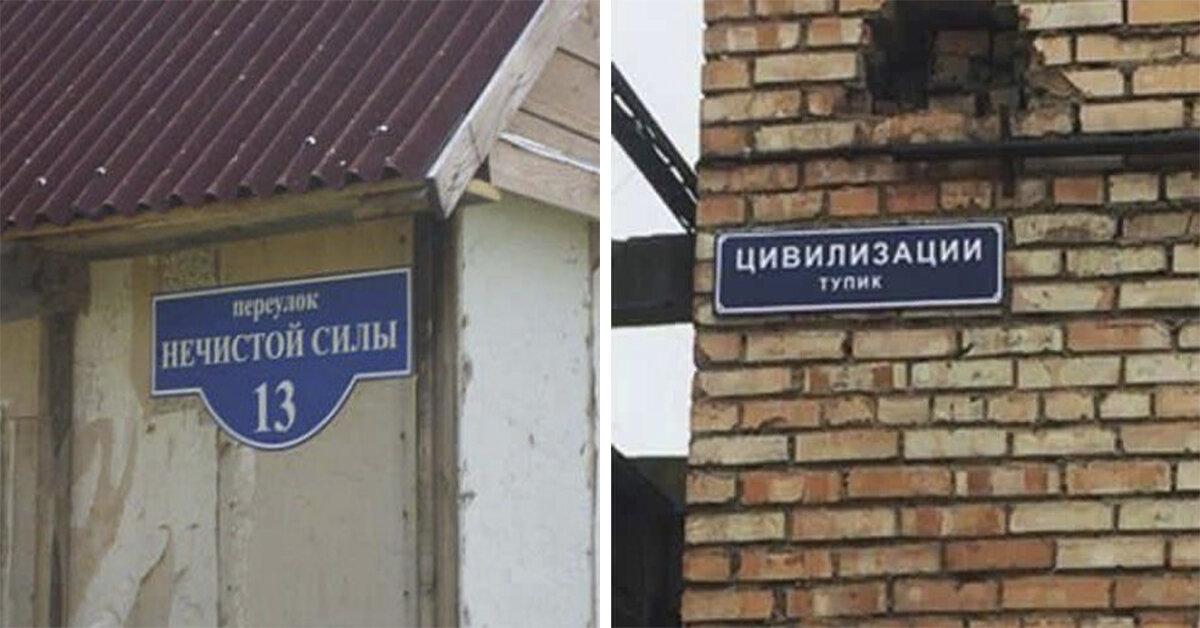 переулок
НЕЧИСТОЙ СИЛЫ
13
ЦИВИЛИЗАЦИИ
ТУПИК